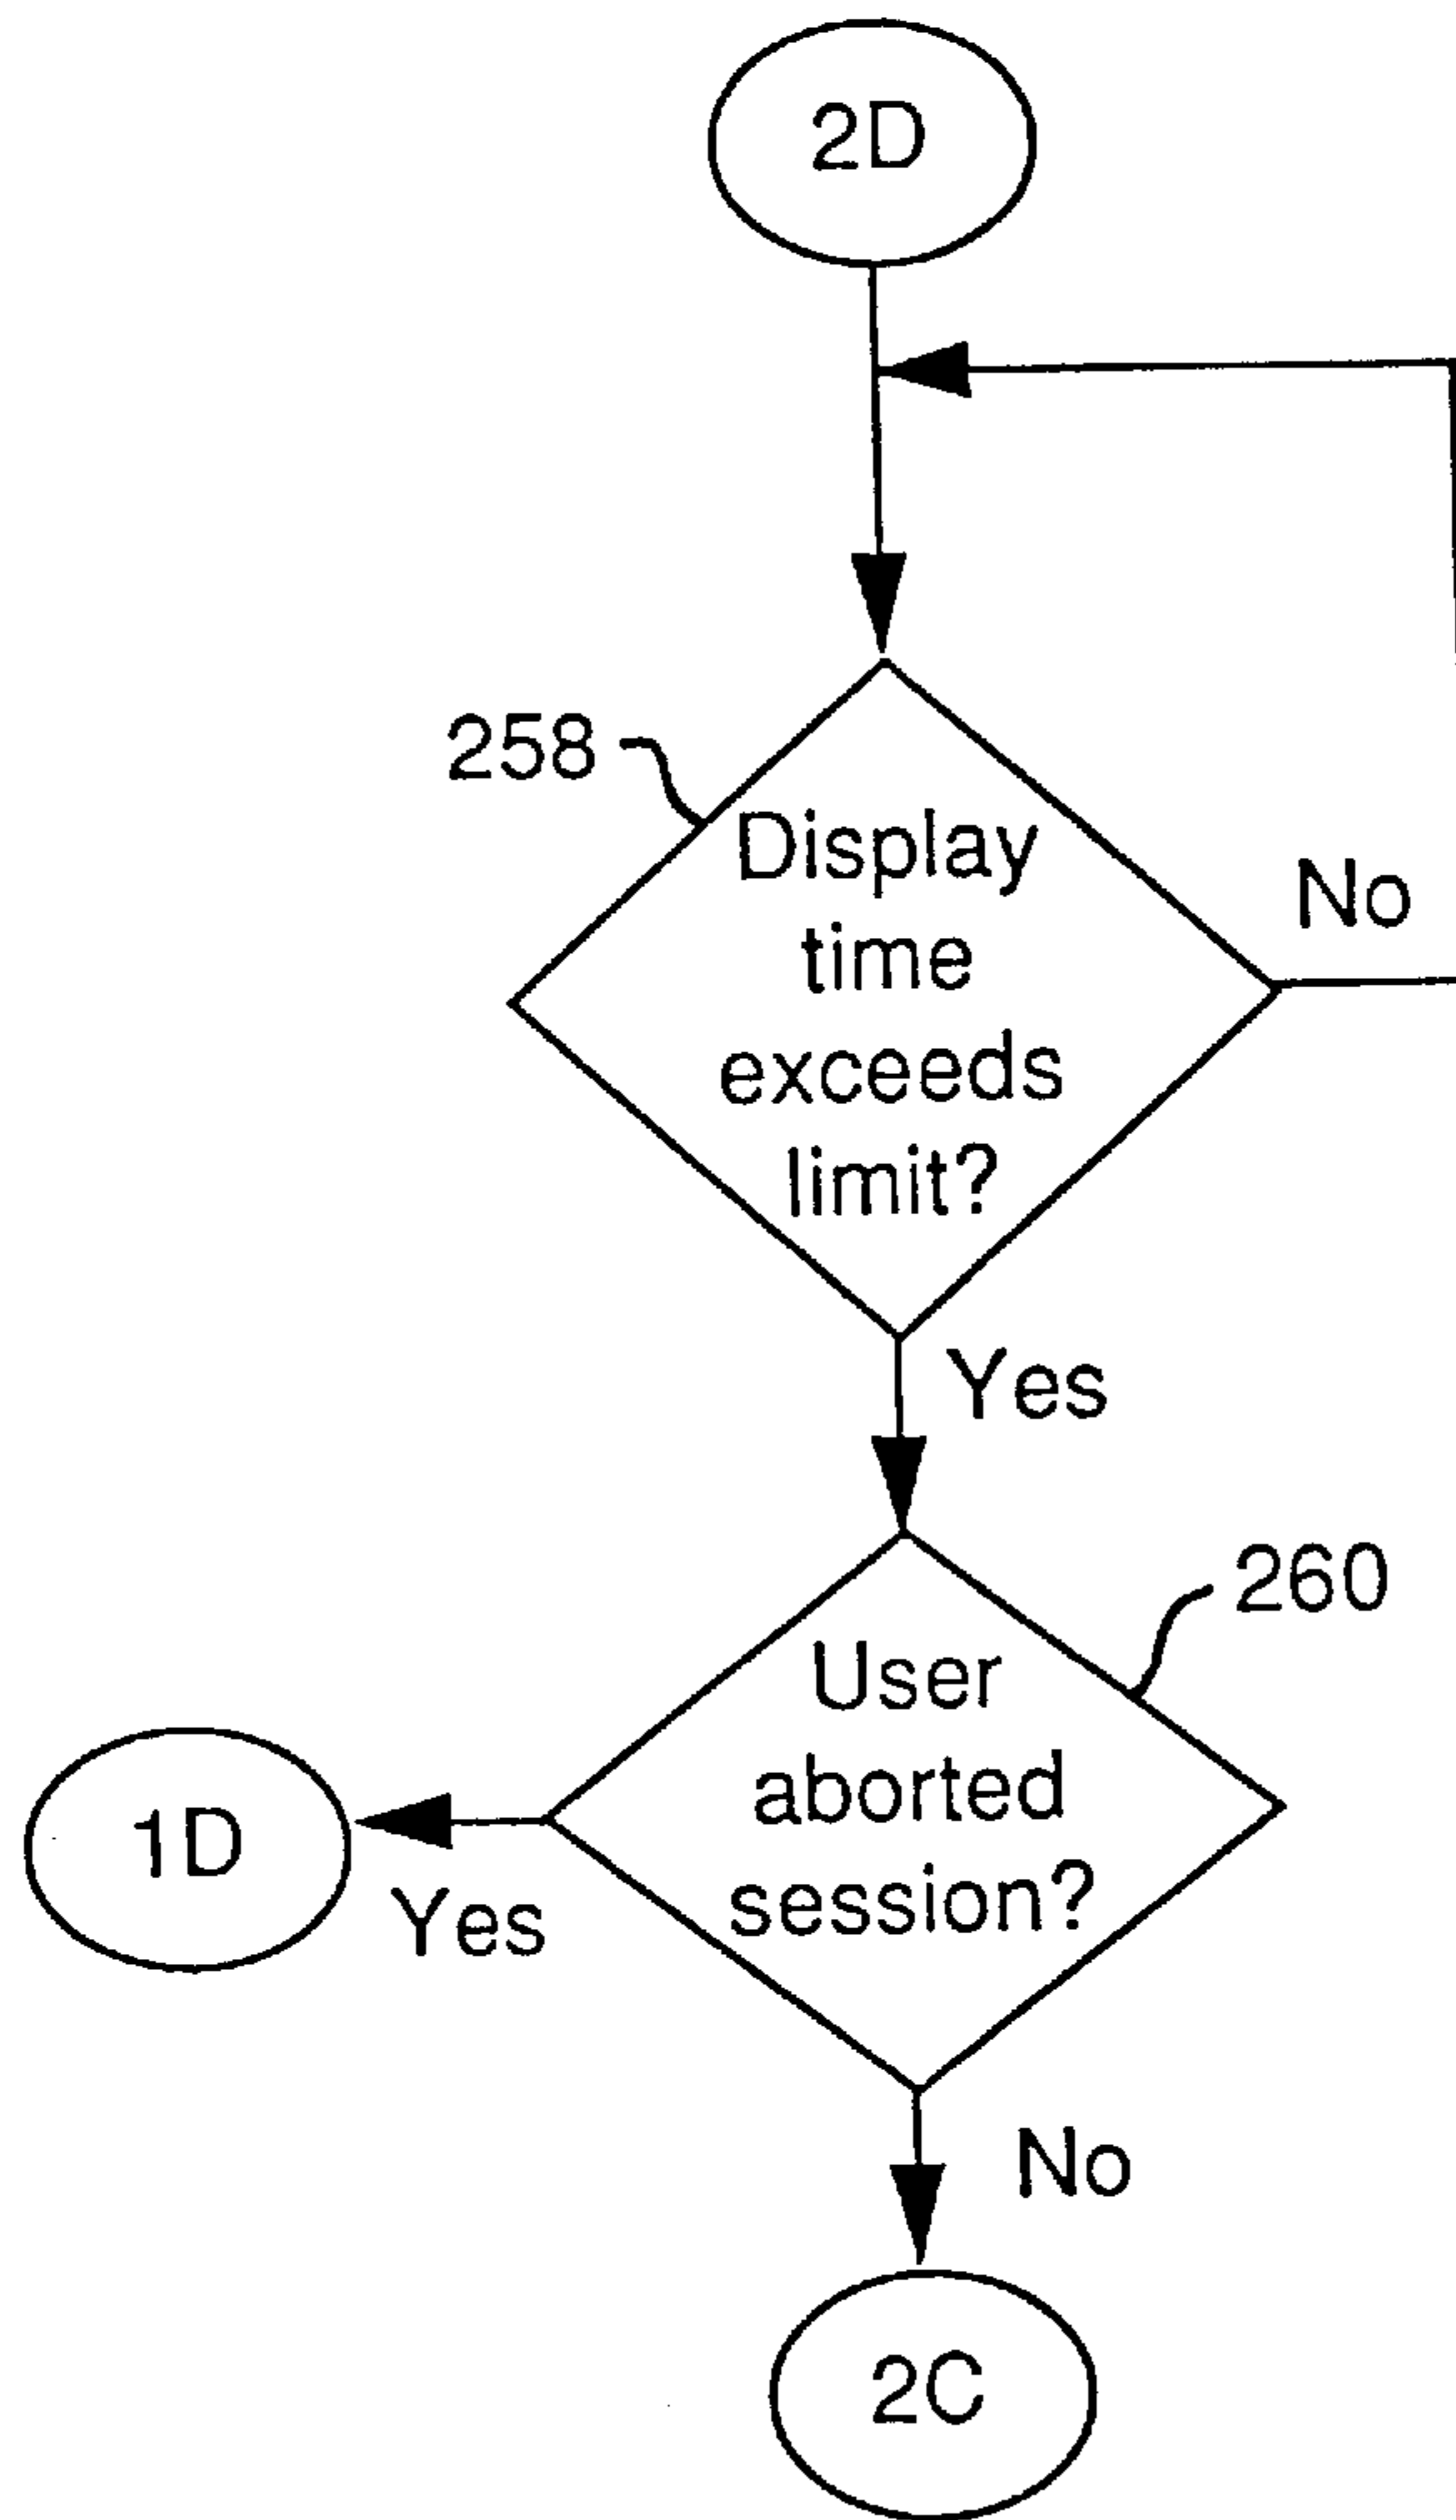 2D
258
Display
time
exceeds
limit?
No
Yes
260
User
aborted
session?
1D
Yes
No
2C